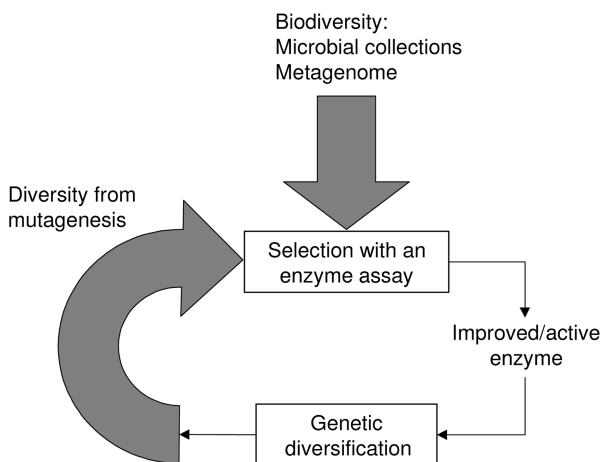 Biodiversity:
Microbial collections
Metagenome
Diversity from
mutagenesis
Selection with an
enzyme assay
Improved/active
enzyme
Genetic
diversification